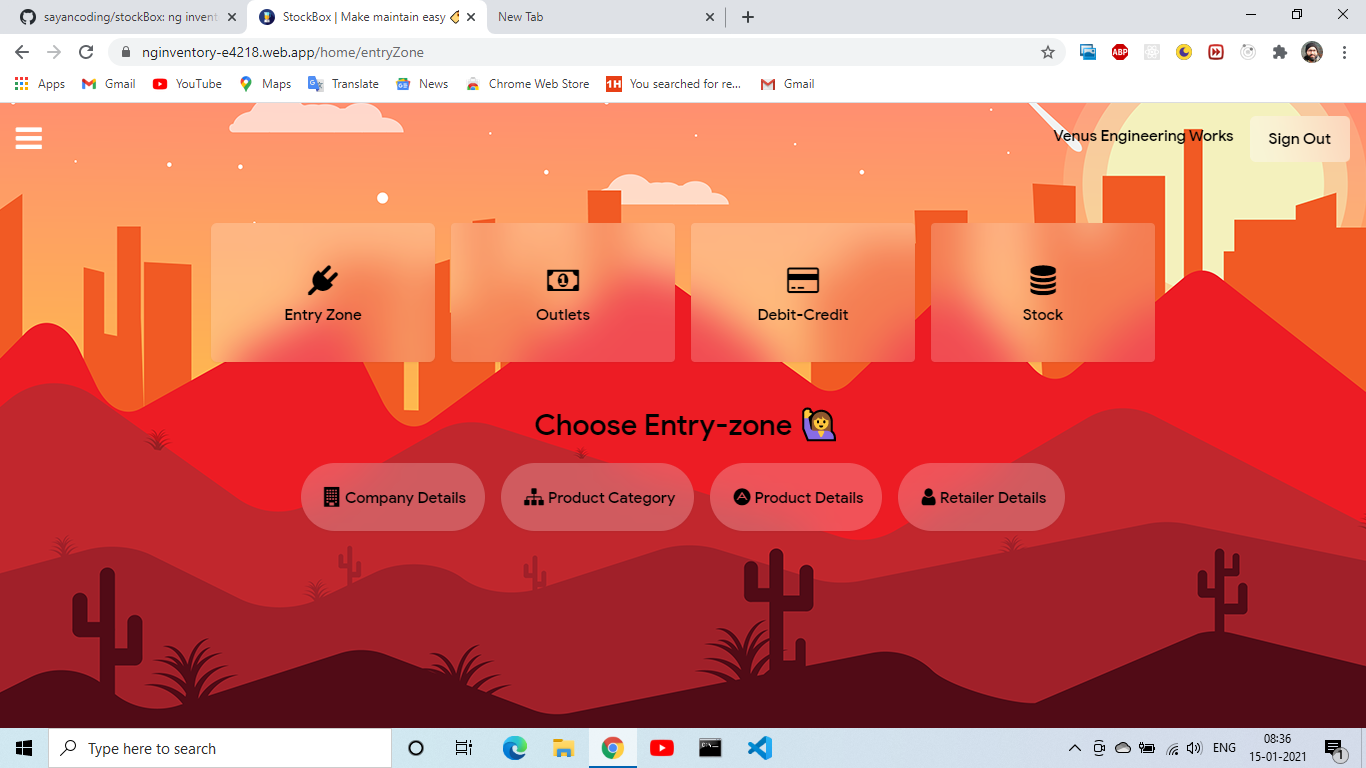 sayancoding/stockBox: ng invent
StockBox | Make maintain easy
New Tab
nginventory-e4218.web.app/home/entryZone
ABP
Apps
Gmail
YouTube
Maps
Translate
News
Chrome Web Store
1H
You searched for re...
Gmail
Venus Engineering Works
Sign Out
Entry Zone
Outlets
Debit-Credit
Stock
Choose Entry-zone 🙋
Company Details
Product Category
Product Details
Retailer Details
Type here to search
ENG
08:36
15-01-2021
1